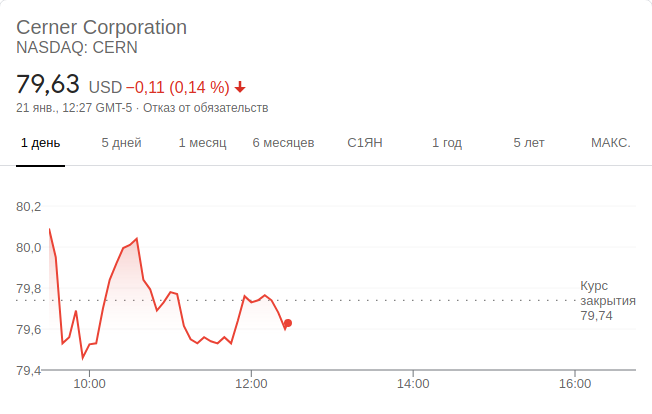 Cerner Corporation
NASDAQ: CERN
79,63 USD −0,11 (0,14 %)
21 янв., 12:27 GMT-5 · Отказ от обязательств
1 день 5 дней 1 месяц 6 месяцев С1ЯН 1 год 5 лет МАКС.
80,2
80,0
79,8
Курс
закрытия
79,74
79,6
79,4
10:00 12:00 14:00 16:00